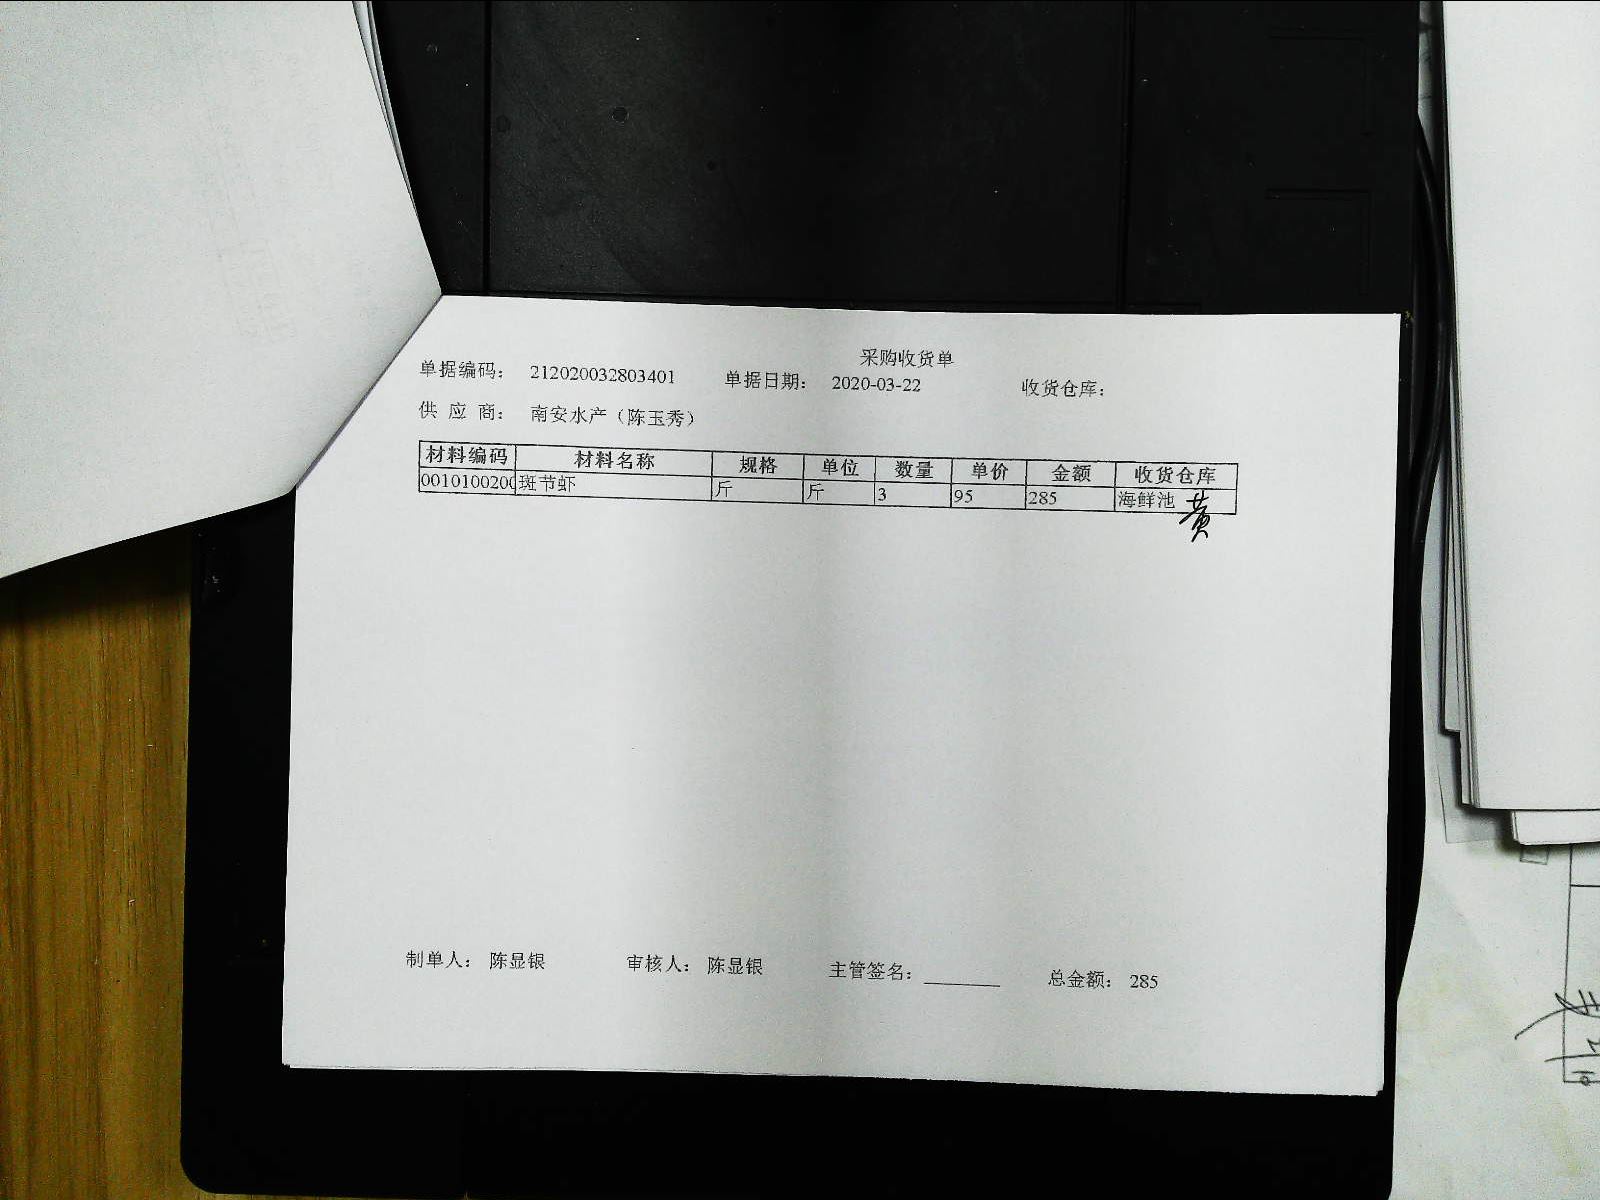 采购收货单
单据编码： 212020032803401 单据日期： 2020-03-22 收货仓库：
供 应 商： 南安水产（陈玉秀）
材料编码 材料名称 规格 单位 数量 单价 金额 收货仓库
0010100200 斑节虾 斤 斤 3 95 285 海鲜池 黄
制单人： 陈显银 审核人： 陈显银 主管签名： 总金额： 285